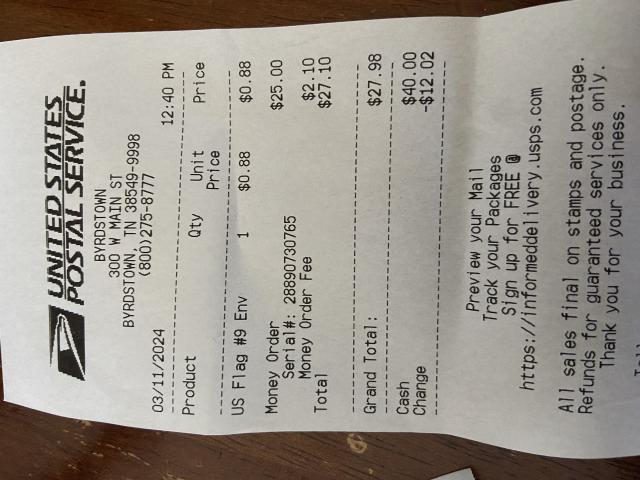 UNITED STATES
POSTAL SERVICE.
BYRDSTOWN
300 W MAIN ST
BYRDSTOWN, TN 38549-9998
(800)275-8777
03/11/2024 12:40 PM
Product Qty Unit Price
Price
US Flag #9 Env 1 $0.88 $0.88
Money Order $25.00
Serial#: 28890730765
Money Order Fee $2.10
Total $27.10
Grand Total: $27.98
Cash $40.00
Change -$12.02
Preview your Mail
Track your Packages
Sign up for FREE @
https://informeddelivery.usps.com
All sales final on stamps and postage.
Refunds for guaranteed services only.
Thank you for your business.